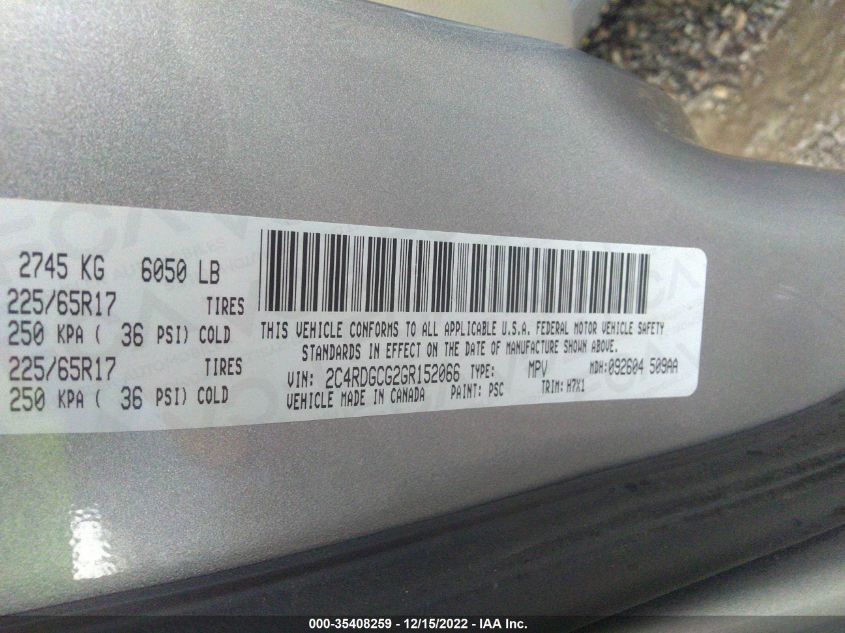 2745 KG 6050 LB
225/65R17 TIRES
250 KPA ( 36 PSI) COLD
225/65R17 TIRES
250 KPA ( 36 PSI) COLD
THIS VEHICLE CONFORMS TO ALL APPLICABLE U.S.A. FEDERAL MOTOR VEHICLE SAFETY
STANDARDS IN EFFECT ON THE DATE OF MANUFACTURE SHOWN ABOVE.
VIN: 2C4RDGCG2GR152066 TYPE: MPV MDH:092604 509AA
VEHICLE MADE IN CANADA PAINT: PSC TRIM: H7X1
000-35408259 - 12/15/2022 - IAA Inc.